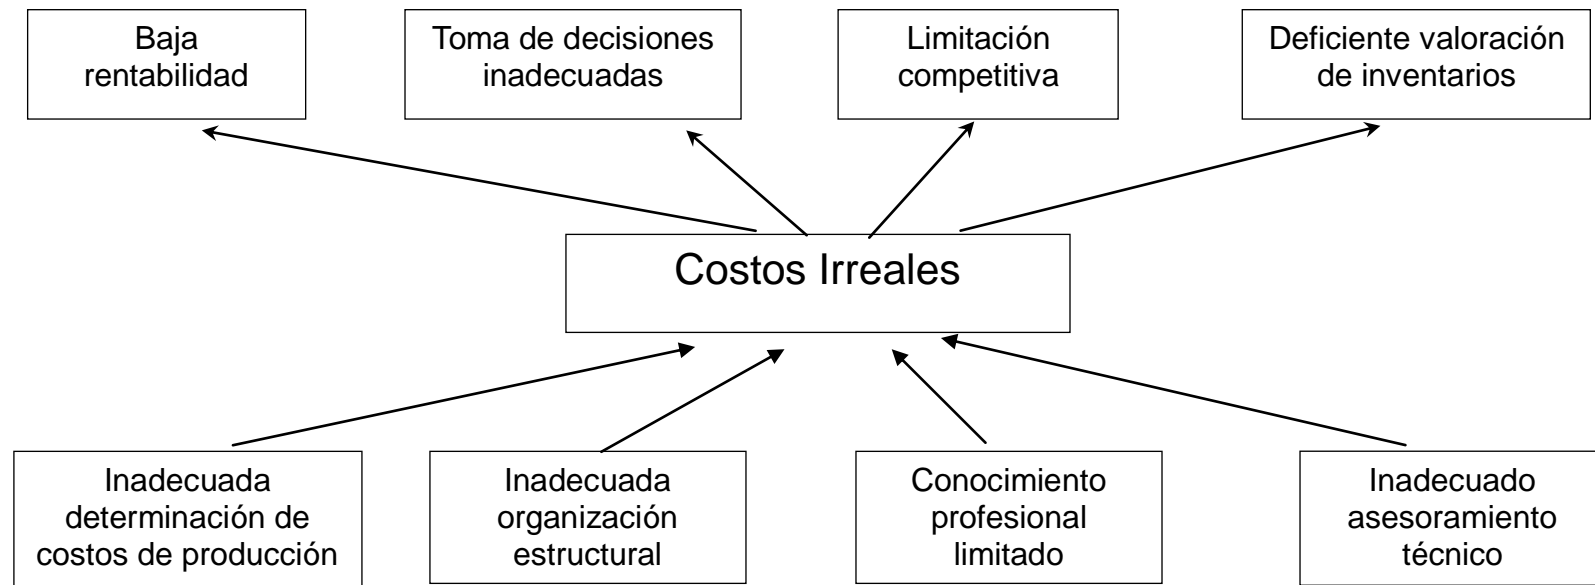 Baja
rentabilidad
Toma de decisiones
inadecuadas
Limitación
competitiva
Deficiente valoración
de inventarios
Costos Irreales
Inadecuada
determinación de
costos de producción
Inadecuada
organización
estructural
Conocimiento
profesional
limitado
Inadecuado
asesoramiento
técnico